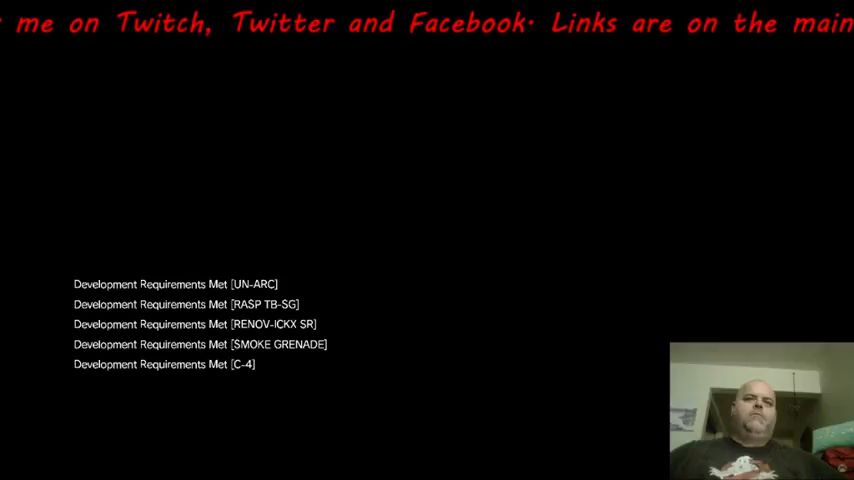 me on Twitch, Twitter and Facebook. Links are on the main
Development Requirements Met [UN-ARC]
Development Requirements Met [RASP TB-SG]
Development Requirements Met [RENOV-ICKX SR]
Development Requirements Met [SMOKE GRENADE]
Development Requirements Met [C-4]